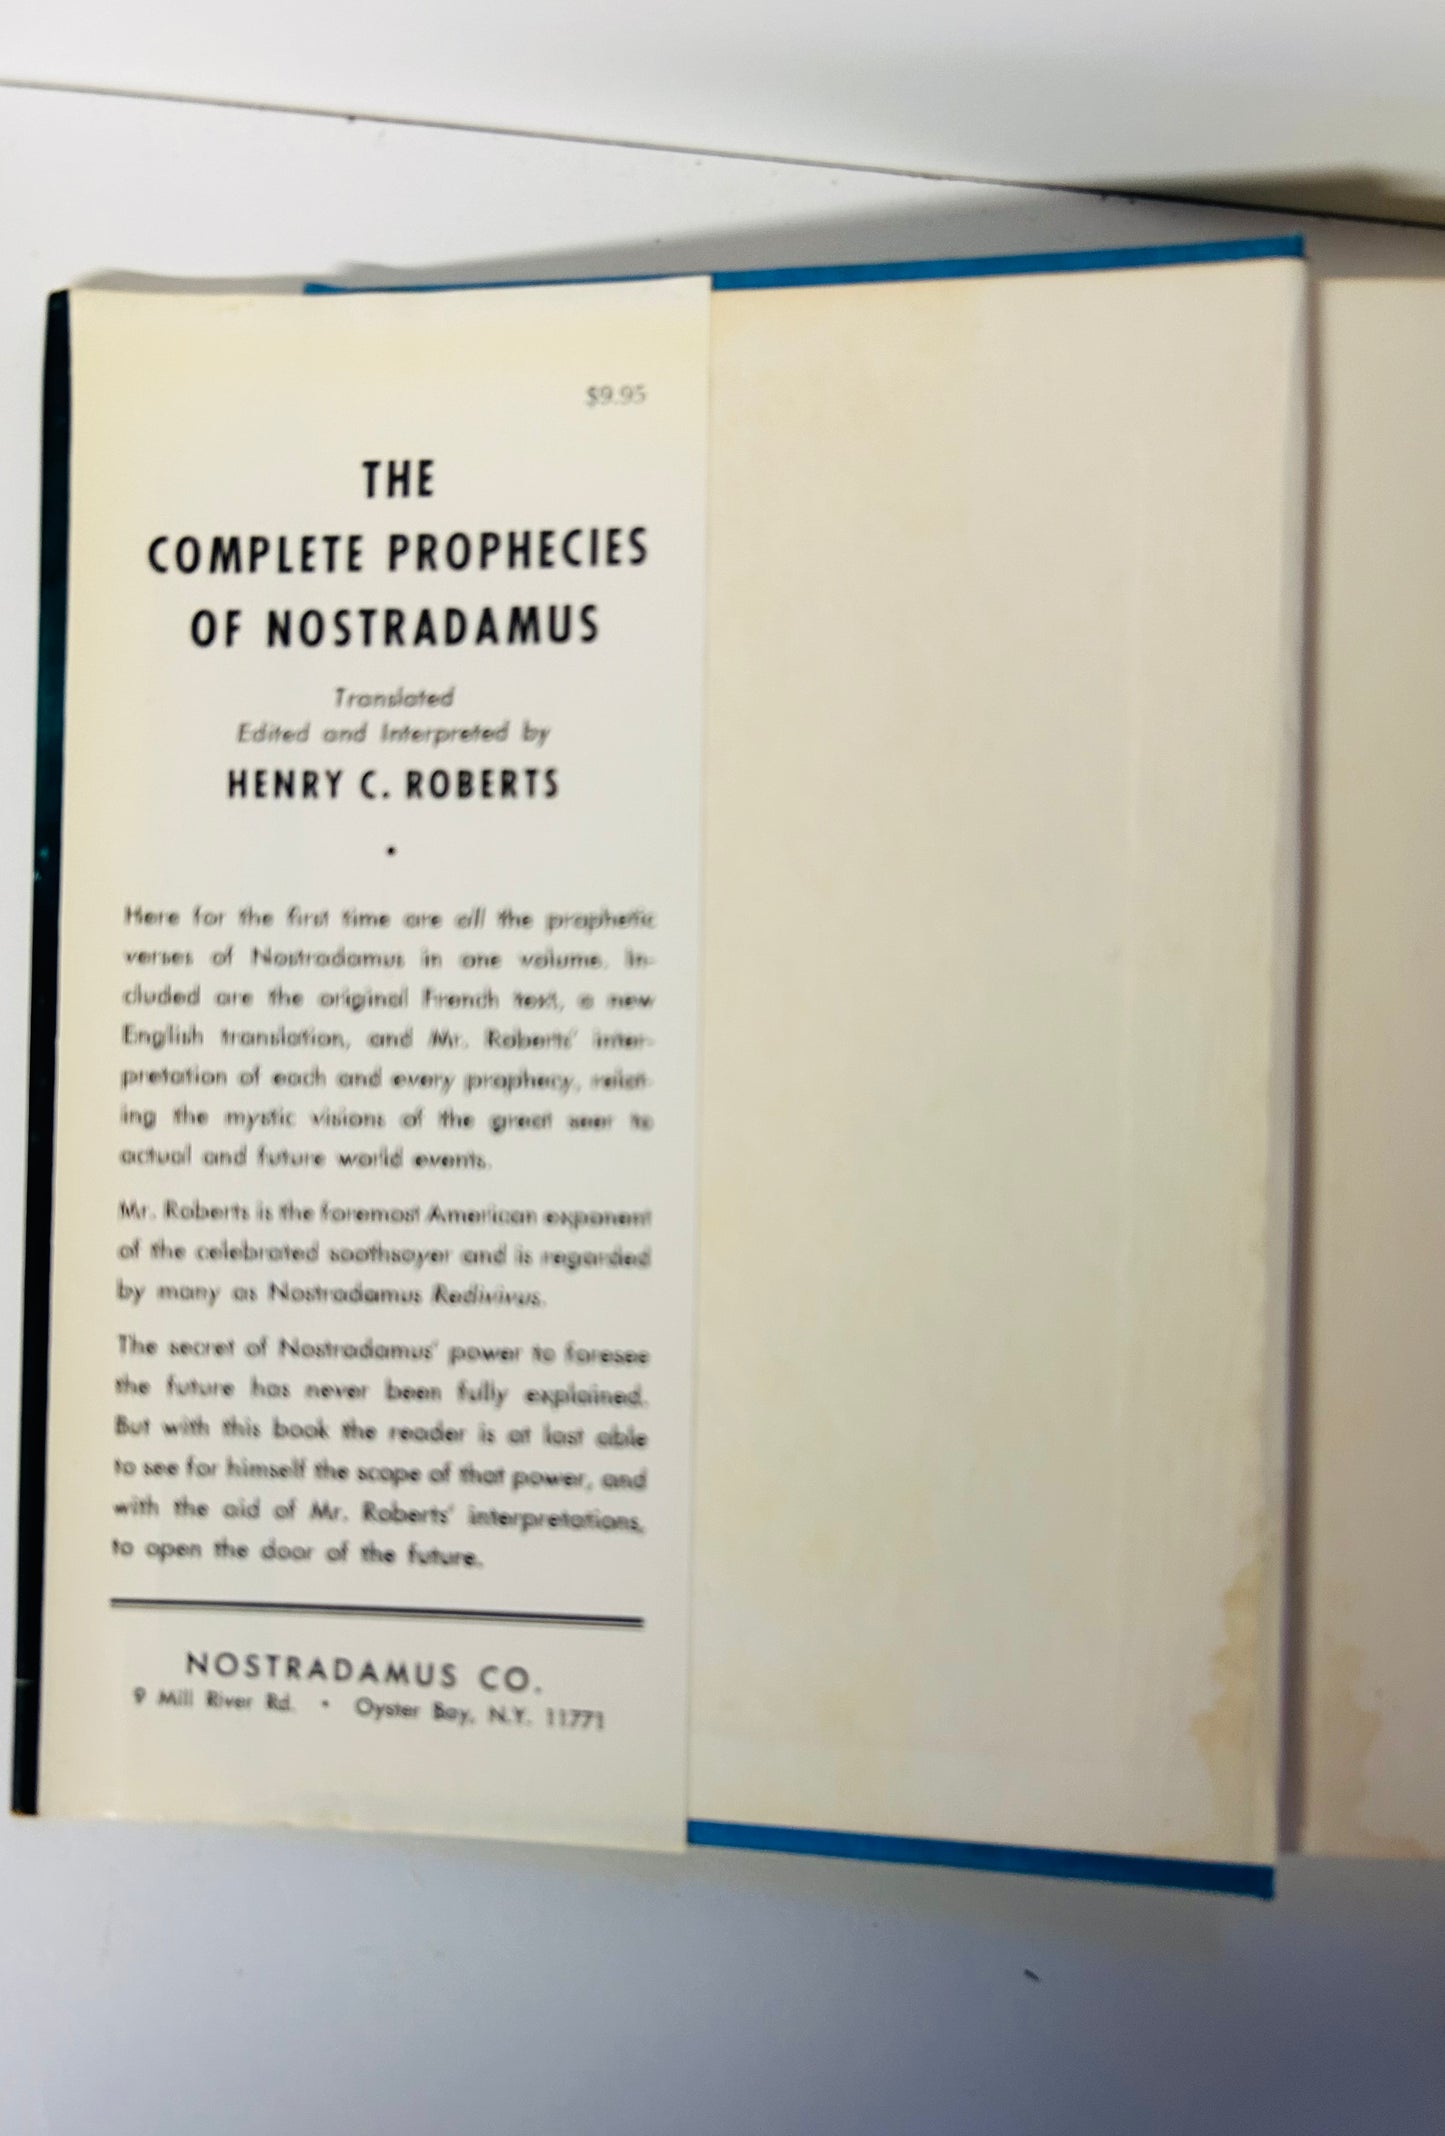 $9.95
THE
COMPLETE PROPHECIES
OF NOSTRADAMUS
Translated
Edited and Interpreted by
HENRY C. ROBERTS
•
Here for the first time are all the prophetic
verses of Nostradamus in one volume. In-
cluded are the original French text, a new
English translation, and Mr. Roberts' inter-
pretation of each and every prophecy, relat-
ing the mystic visions of the great seer to
actual and future world events.
Mr. Roberts is the foremost American exponent
of the celebrated soothsayer and is regarded
by many as Nostradamus Redivivus.
The secret of Nostradamus' power to foresee
the future has never been fully explained.
But with this book the reader is at last able
to see for himself the scope of that power, and
with the aid of Mr. Roberts' interpretations,
to open the door of the future.
NOSTRADAMUS CO.
9 Mill River Rd. • Oyster Bay, N.Y. 11771